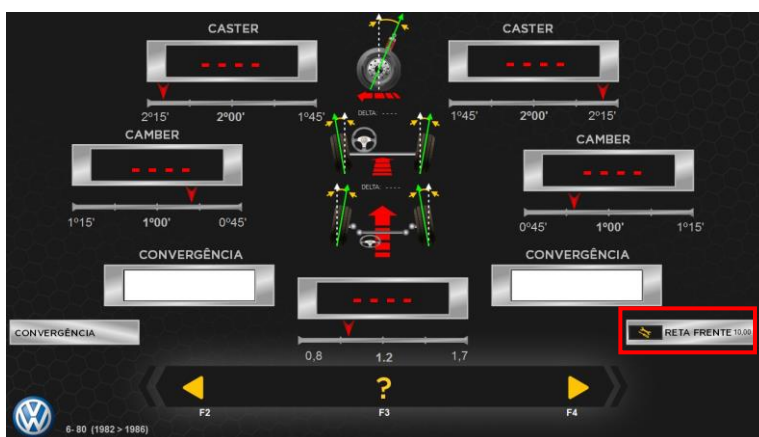 CASTER
CASTER
- - - -
- - - -
2º15' 2º00' 1º45'
DELTA: - - - -
1º45' 2º00' 2º15'
CAMBER
CAMBER
- - - -
- - - -
DELTA: - - - -
1º15' 1º00' 0º45'
0º45' 1º00' 1º15'
CONVERGÊNCIA
CONVERGÊNCIA
- - - -
CONVERGÊNCIA
RETA FRENTE 10,00
0,8 1.2 1,7
?
F2 F3 F4
6- 80 (1982 > 1986)